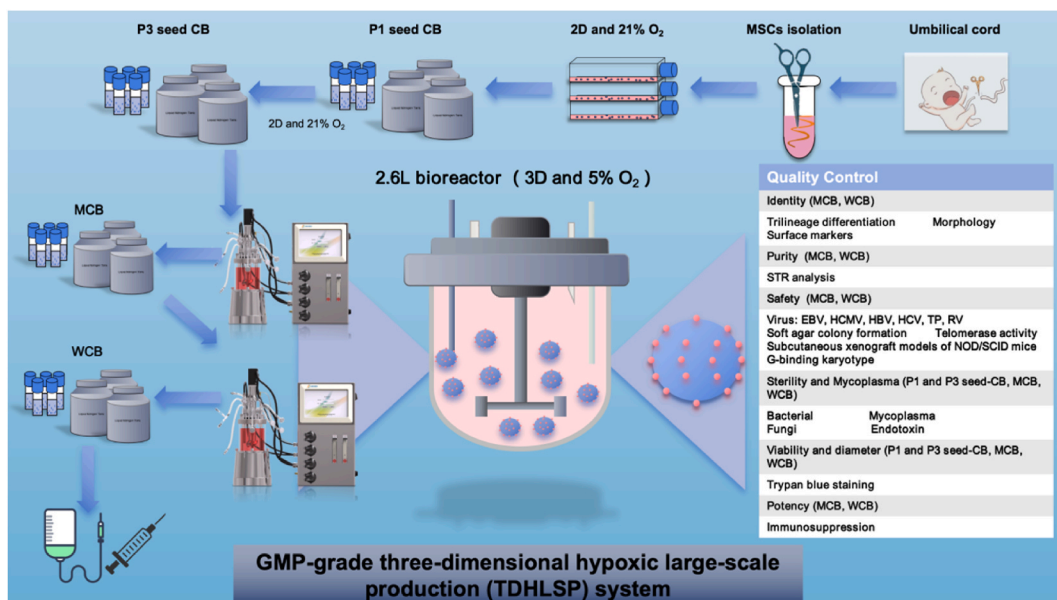 P3 seed CB
P1 seed CB
2D and 21% O₂
MSCs isolation
Umbilical cord
2D and 21% O₂
2.6L bioreactor ( 3D and 5% O₂ )
MCB
WCB
Quality Control
Identity (MCB, WCB)
Trilineage differentiation Morphology
Surface markers
Purity (MCB, WCB)
STR analysis
Safety (MCB, WCB)
Virus: EBV, HCMV, HBV, HCV, TP, RV
Soft agar colony formation Telomerase activity
Subcutaneous xenograft models of NOD/SCID mice
G-binding karyotype
Sterility and Mycoplasma (P1 and P3 seed-CB, MCB,
WCB)
Bacterial Mycoplasma
Fungi Endotoxin
Viability and diameter (P1 and P3 seed-CB, MCB,
WCB)
Trypan blue staining
Potency (MCB, WCB)
Immunosuppression
GMP-grade three-dimensional hypoxic large-scale
production (TDHLSP) system